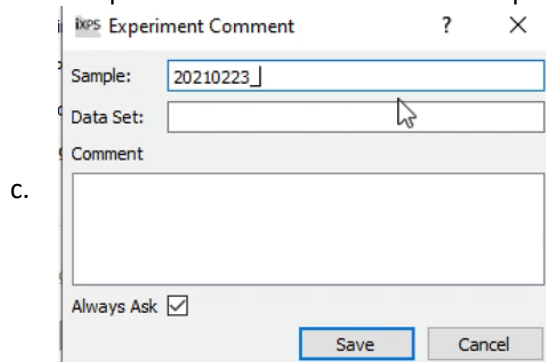 iXPS Experiment Comment ? ×
Sample: 20210223_
Data Set:
Comment
c.
Always Ask
Save Cancel